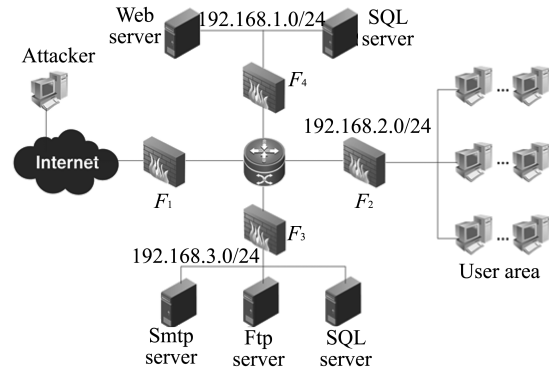 Web
server
192.168.1.0/24
SQL
server
Attacker
F4
192.168.2.0/24
Internet
F1
F2
F3
192.168.3.0/24
User area
Smtp
server
Ftp
server
SQL
server